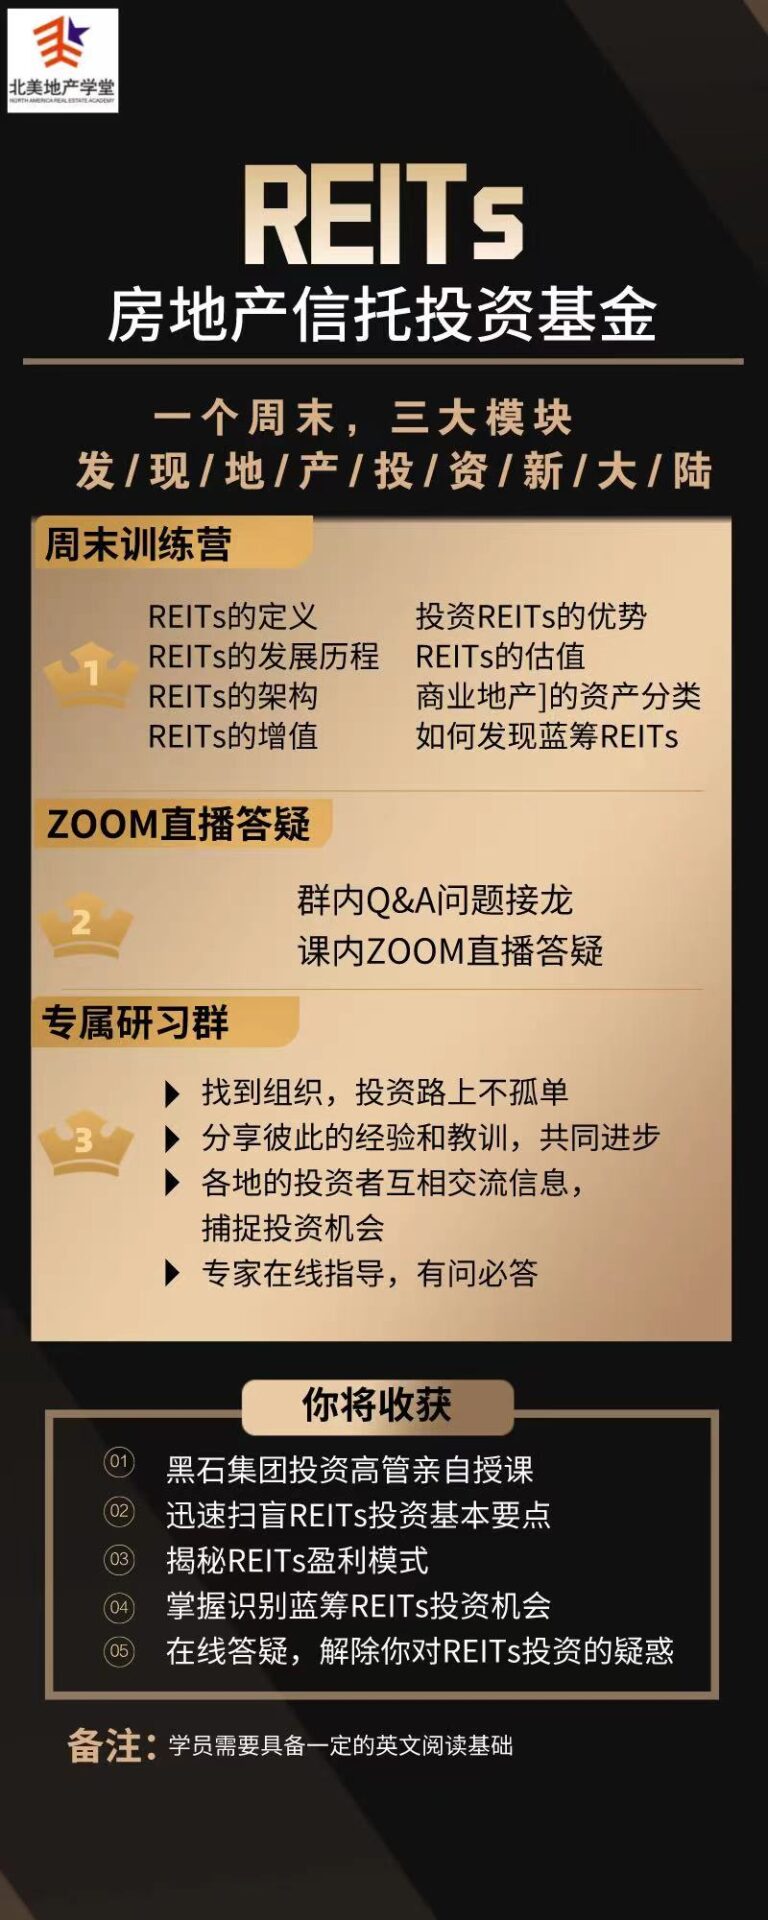 北美地产学堂
NORTH AMERICA REAL ESTATE ACADEMY
REITs
房地产信托投资基金
一个周末，三大模块
发/现/地/产/投/资/新/大/陆
周末训练营
1
REITs的定义
REITs的发展历程
REITs的架构
REITs的增值
投资REITs的优势
REITs的估值
商业地产]的资产分类
如何发现蓝筹REITs
ZOOM直播答疑
2
群内Q&A问题接龙
课内ZOOM直播答疑
专属研习群
3
找到组织，投资路上不孤单
分享彼此的经验和教训，共同进步
各地的投资者互相交流信息，
捕捉投资机会
专家在线指导，有问必答
你将收获
01 黑石集团投资高管亲自授课
02 迅速扫盲REITs投资基本要点
03 揭秘REITs盈利模式
04 掌握识别蓝筹REITs投资机会
05 在线答疑，解除你对REITs投资的疑惑
备注：学员需要具备一定的英文阅读基础